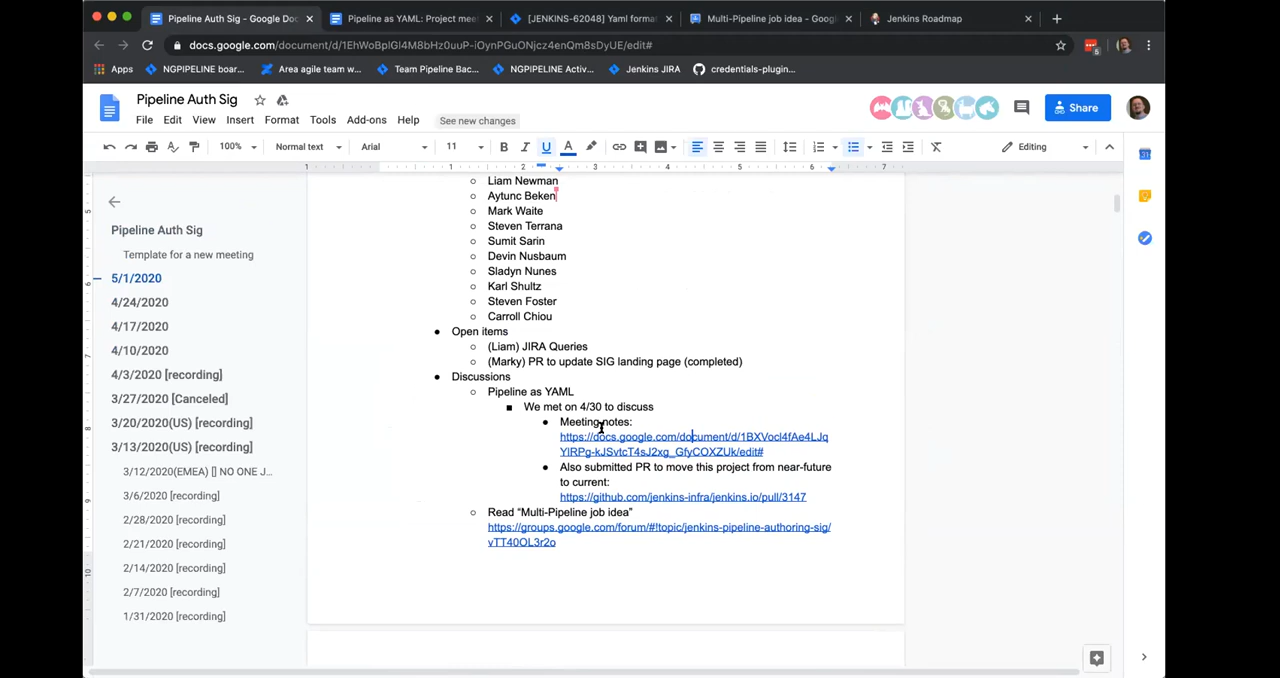 Pipeline Auth Sig - Google Doc
Pipeline as YAML: Project mee
[JENKINS-62048] Yaml format
Multi-Pipeline job idea - Goog
Jenkins Roadmap
docs.google.com/document/d/1EhWoBplGl4M8bHz0uuP-iOynPGuONjcz4enQm8sDyUE/edit#
Apps
NGPIPELINE boar...
Area agile team w...
Team Pipeline Bac...
NGPIPELINE Activ...
Jenkins JIRA
credentials-plugin...
Pipeline Auth Sig
File Edit View Insert Format Tools Add-ons Help See new changes
Share
100% Normal text Arial 11 B I U A Editing
1 1 2 3 4 5 6 7
Pipeline Auth Sig
Template for a new meeting
5/1/2020
4/24/2020
4/17/2020
4/10/2020
4/3/2020 [recording]
3/27/2020 [Canceled]
3/20/2020(US) [recording]
3/13/2020(US) [recording]
3/12/2020(EMEA) [] NO ONE J...
3/6/2020 [recording]
2/28/2020 [recording]
2/21/2020 [recording]
2/14/2020 [recording]
2/7/2020 [recording]
1/31/2020 [recording]
Liam Newman
Aytunc Beken
Mark Waite
Steven Terrana
Sumit Sarin
Devin Nusbaum
Sladyn Nunes
Karl Shultz
Steven Foster
Carroll Chiou
Open items
(Liam) JIRA Queries
(Marky) PR to update SIG landing page (completed)
Discussions
Pipeline as YAML
We met on 4/30 to discuss
Meeting notes:
https://docs.google.com/document/d/1BXVocl4fAe4LJq
YlRPg-kJSvtcT4sJ2xg_GfyCOXZUk/edit#
Also submitted PR to move this project from near-future
to current:
https://github.com/jenkins-infra/jenkins.io/pull/3147
Read “Multi-Pipeline job idea”
https://groups.google.com/forum/#!topic/jenkins-pipeline-authoring-sig/
vTT40OL3r2o